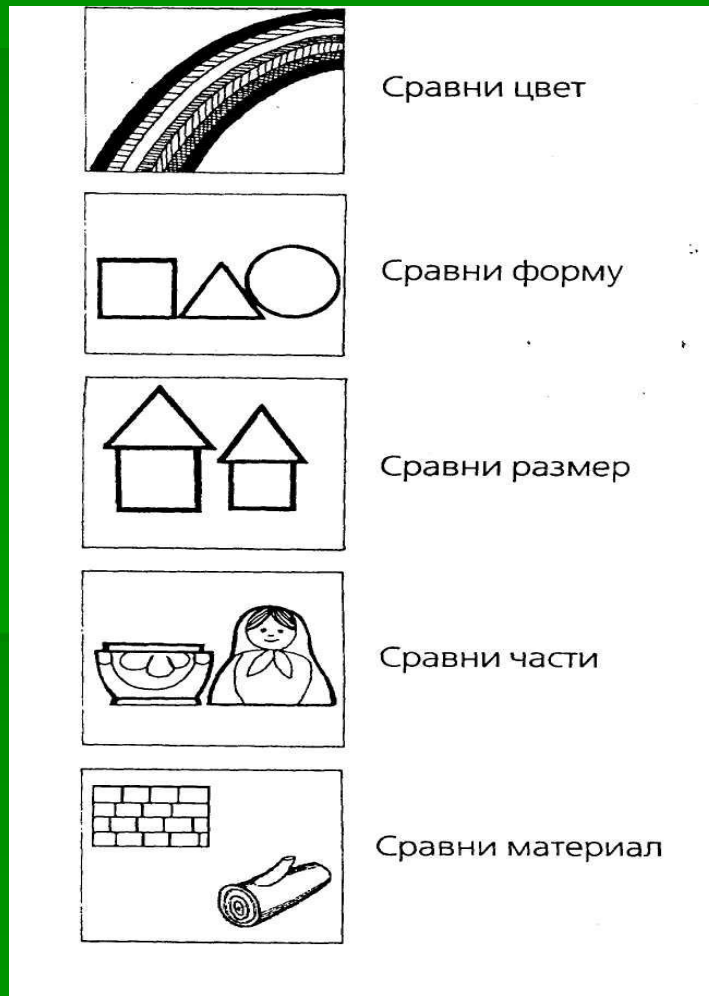 Сравни цвет
Сравни форму
Сравни размер
Сравни части
Сравни материал